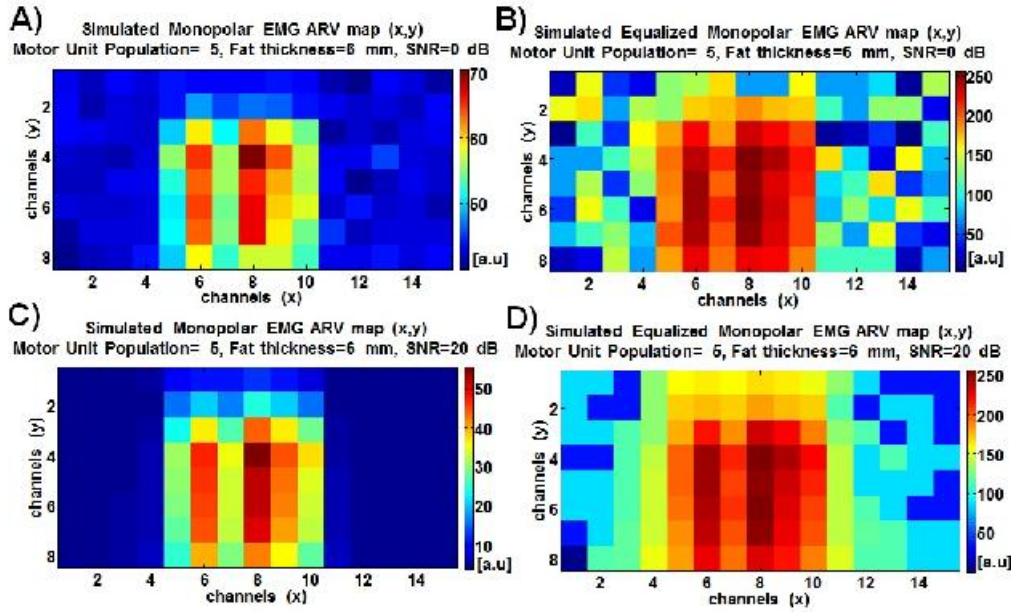 A)
Simulated Monopolar EMG ARV map (x,y)
Motor Unit Population= 5, Fat thickness=6 mm, SNR=0 dB
channels (y)
2
4
6
8
2 4 6 8 10 12 14
channels (x)
70
60
50
[a.u]
B)
Simulated Equalized Monopolar EMG ARV map (x,y)
Motor Unit Population= 5, Fat thickness=6 mm, SNR=0 dB
channels (y)
2
4
6
8
2 4 6 8 10 12 14
channels (x)
250
200
150
100
50
[a.u]
C)
Simulated Monopolar EMG ARV map (x,y)
Motor Unit Population= 5, Fat thickness=6 mm, SNR=20 dB
channels (y)
2
4
6
8
2 4 6 8 10 12 14
channels (x)
50
40
30
20
10
[a.u]
D)
Simulated Equalized Monopolar EMG ARV map (x,y)
Motor Unit Population= 5, Fat thickness=6 mm, SNR=20 dB
channels (y)
2
4
6
8
2 4 6 8 10 12 14
channels (x)
250
200
150
100
50
[a.u]